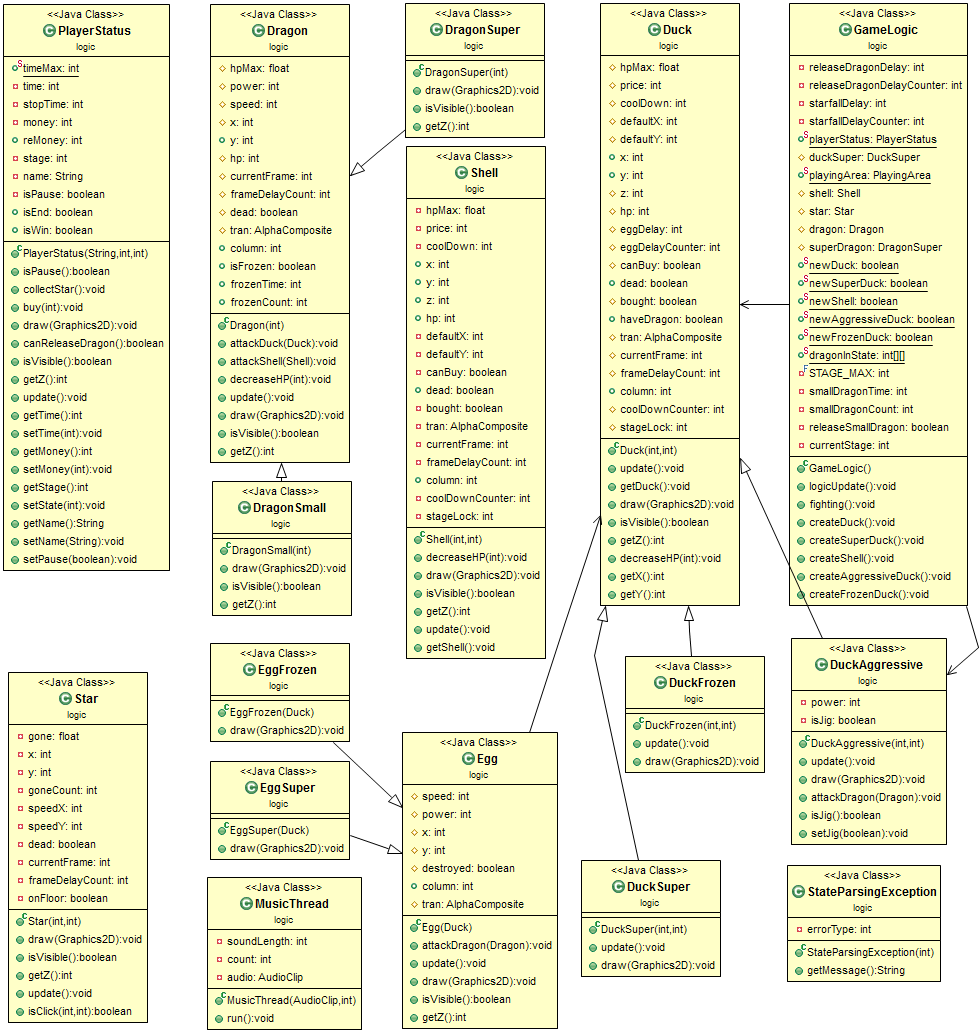 <<Java Class>>
PlayerStatus
logic
timeMax: int
time: int
stopTime: int
money: int
reMoney: int
stage: int
name: String
isPause: boolean
isEnd: boolean
isWin: boolean
PlayerStatus(String,int,int)
isPause():boolean
collectStar():void
buy(int):void
draw(Graphics2D):void
canReleaseDragon():boolean
isVisible():boolean
getZ():int
update():void
getTime():int
setTime(int):void
getMoney():int
setMoney(int):void
getStage():int
setState(int):void
getName():String
setName(String):void
setPause(boolean):void
<<Java Class>>
Dragon
logic
hpMax: float
power: int
speed: int
x: int
y: int
hp: int
currentFrame: int
frameDelayCount: int
dead: boolean
tran: AlphaComposite
column: int
isFrozen: boolean
frozenTime: int
frozenCount: int
Dragon(int)
attackDuck(Duck):void
attackShell(Shell):void
decreaseHP(int):void
update():void
draw(Graphics2D):void
isVisible():boolean
getZ():int
<<Java Class>>
DragonSuper
logic
DragonSuper(int)
draw(Graphics2D):void
isVisible():boolean
getZ():int
<<Java Class>>
Shell
logic
hpMax: float
price: int
coolDown: int
x: int
y: int
z: int
hp: int
defaultX: int
defaultY: int
canBuy: boolean
dead: boolean
bought: boolean
tran: AlphaComposite
currentFrame: int
frameDelayCount: int
column: int
coolDownCounter: int
stageLock: int
Shell(int,int)
decreaseHP(int):void
draw(Graphics2D):void
isVisible():boolean
getZ():int
update():void
getShell():void
<<Java Class>>
Duck
logic
hpMax: float
price: int
coolDown: int
defaultX: int
defaultY: int
x: int
y: int
z: int
hp: int
eggDelay: int
eggDelayCounter: int
canBuy: boolean
dead: boolean
bought: boolean
haveDragon: boolean
tran: AlphaComposite
currentFrame: int
frameDelayCount: int
column: int
coolDownCounter: int
stageLock: int
Duck(int,int)
update():void
getDuck():void
draw(Graphics2D):void
isVisible():boolean
getZ():int
decreaseHP(int):void
getX():int
getY():int
<<Java Class>>
GameLogic
logic
releaseDragonDelay: int
releaseDragonDelayCounter: int
starfallDelay: int
starfallDelayCounter: int
playerStatus: PlayerStatus
duckSuper: DuckSuper
playingArea: PlayingArea
shell: Shell
star: Star
dragon: Dragon
superDragon: DragonSuper
newDuck: boolean
newSuperDuck: boolean
newShell: boolean
newAggressiveDuck: boolean
newFrozenDuck: boolean
dragonInState: int[][]
STAGE_MAX: int
smallDragonTime: int
smallDragonCount: int
releaseSmallDragon: boolean
currentStage: int
GameLogic()
logicUpdate():void
fighting():void
createDuck():void
createSuperDuck():void
createShell():void
createAggressiveDuck():void
createFrozenDuck():void
<<Java Class>>
DragonSmall
logic
DragonSmall(int)
draw(Graphics2D):void
isVisible():boolean
getZ():int
<<Java Class>>
Star
logic
gone: float
x: int
y: int
goneCount: int
speedX: int
speedY: int
dead: boolean
currentFrame: int
frameDelayCount: int
onFloor: boolean
Star(int,int)
draw(Graphics2D):void
isVisible():boolean
getZ():int
update():void
isClick(int,int):boolean
<<Java Class>>
EggFrozen
logic
EggFrozen(Duck)
draw(Graphics2D):void
<<Java Class>>
EggSuper
logic
EggSuper(Duck)
draw(Graphics2D):void
<<Java Class>>
MusicThread
logic
soundLength: int
count: int
audio: AudioClip
MusicThread(AudioClip,int)
run():void
<<Java Class>>
Egg
logic
speed: int
power: int
x: int
y: int
destroyed: boolean
column: int
tran: AlphaComposite
Egg(Duck)
attackDragon(Dragon):void
update():void
draw(Graphics2D):void
isVisible():boolean
getZ():int
<<Java Class>>
DuckFrozen
logic
DuckFrozen(int,int)
update():void
draw(Graphics2D):void
<<Java Class>>
DuckAggressive
logic
power: int
isJig: boolean
DuckAggressive(int,int)
update():void
draw(Graphics2D):void
attackDragon(Dragon):void
isJig():boolean
setJig(boolean):void
<<Java Class>>
DuckSuper
logic
DuckSuper(int,int)
update():void
draw(Graphics2D):void
<<Java Class>>
StateParsingException
logic
errorType: int
StateParsingException(int)
getMessage():String